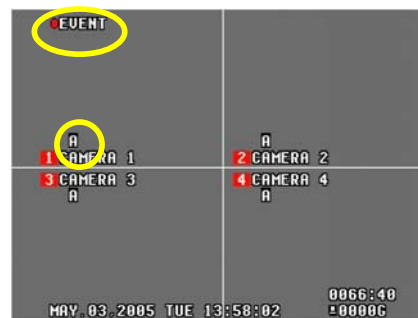 EVENT
A A
1 CAMERA 1 2 CAMERA 2
3 CAMERA 3 4 CAMERA 4
A A
0066:40
MAY.03.2005 TUE 13:58:02 0000G